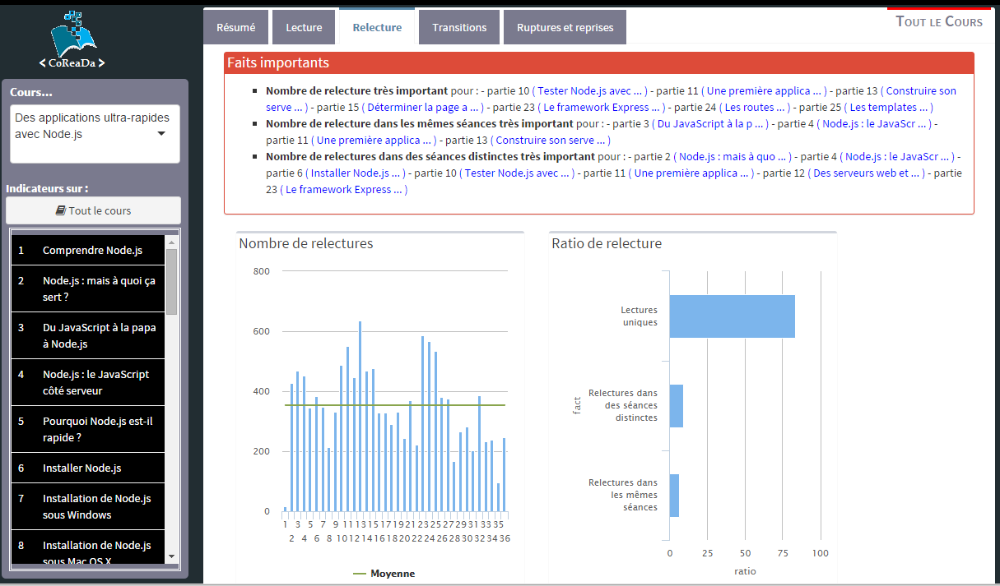 < CoReaDa >
Cours...
Des applications ultra-rapides
avec Node.js
Indicateurs sur :
Tout le cours
1 Comprendre Node.js
2 Node.js : mais à quoi ça
sert ?
3 Du JavaScript à la papa
à Node.js
4 Node.js : le JavaScript
côté serveur
5 Pourquoi Node.js est-il
rapide ?
6 Installer Node.js
7 Installation de Node.js
sous Windows
8 Installation de Node.js
sous Mac OS X
Résumé Lecture Relecture Transitions Ruptures et reprises
Tout le Cours
Faits importants
Nombre de relecture très important pour : - partie 10 ( Tester Node.js avec ... ) - partie 11 ( Une première applica ... ) - partie 13 ( Construire son
serve ... ) - partie 15 ( Déterminer la page a ... ) - partie 23 ( Le framework Express ... ) - partie 24 ( Les routes ... ) - partie 25 ( Les templates ... )
Nombre de relecture dans les mêmes séances très important pour : - partie 3 ( Du JavaScript à la p ... ) - partie 4 ( Node.js : le JavaScr ... ) -
partie 11 ( Une première applica ... ) - partie 13 ( Construire son serve ... )
Nombre de relectures dans des séances distinctes très important pour : - partie 2 ( Node.js : mais à quo ... ) - partie 4 ( Node.js : le JavaScr ... ) -
partie 6 ( Installer Node.js ... ) - partie 10 ( Tester Node.js avec ... ) - partie 11 ( Une première applica ... ) - partie 12 ( Des serveurs web et ... ) - partie
23 ( Le framework Express ... )
Nombre de relectures
800
600
400
200
0
1 3 5 7 9 11 13 15 17 19 21 23 25 27 29 31 33 35
2 4 6 8 10 12 14 16 18 20 22 24 26 28 30 32 34 36
Moyenne
Ratio de relecture
fact
Lectures
uniques
Relectures dans
des séances
distinctes
Relectures dans
les mêmes
séances
0 25 50 75 100
ratio